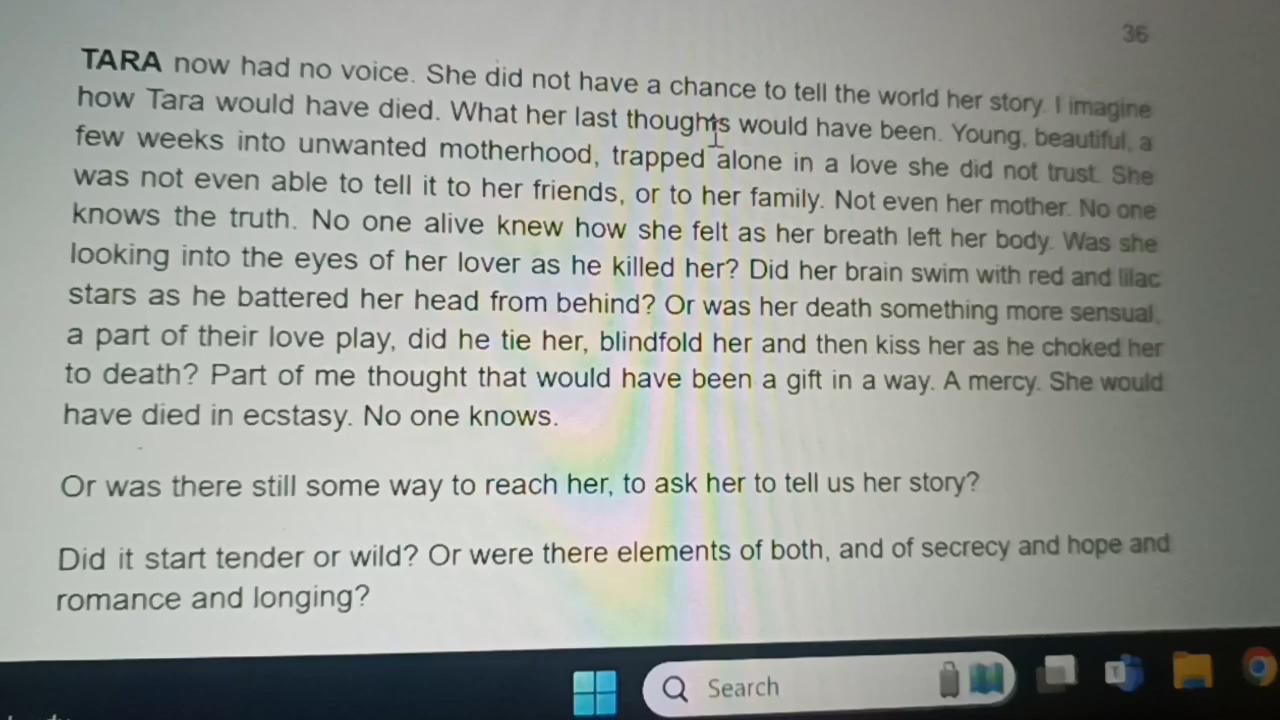 36
TARA now had no voice. She did not have a chance to tell the world her story. I imagine
how Tara would have died. What her last thoughts would have been. Young, beautiful, a
few weeks into unwanted motherhood, trapped alone in a love she did not trust. She
was not even able to tell it to her friends, or to her family. Not even her mother. No one
knows the truth. No one alive knew how she felt as her breath left her body. Was she
looking into the eyes of her lover as he killed her? Did her brain swim with red and lilac
stars as he battered her head from behind? Or was her death something more sensual,
a part of their love play, did he tie her, blindfold her and then kiss her as he choked her
to death? Part of me thought that would have been a gift in a way. A mercy. She would
have died in ecstasy. No one knows.
Or was there still some way to reach her, to ask her to tell us her story?
Did it start tender or wild? Or were there elements of both, and of secrecy and hope and
romance and longing?
Search